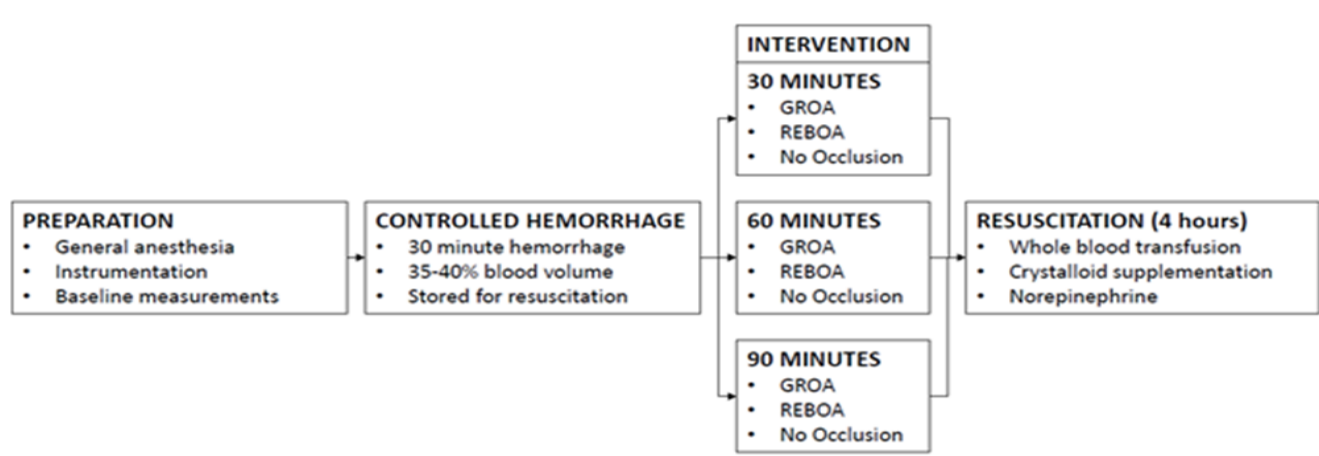 PREPARATION
• General anesthesia
• Instrumentation
• Baseline measurements
CONTROLLED HEMORRHAGE
• 30 minute hemorrhage
• 35-40% blood volume
• Stored for resuscitation
INTERVENTION
30 MINUTES
• GROA
• REBOA
• No Occlusion
60 MINUTES
• GROA
• REBOA
• No Occlusion
90 MINUTES
• GROA
• REBOA
• No Occlusion
RESUSCITATION (4 hours)
• Whole blood transfusion
• Crystalloid supplementation
• Norepinephrine